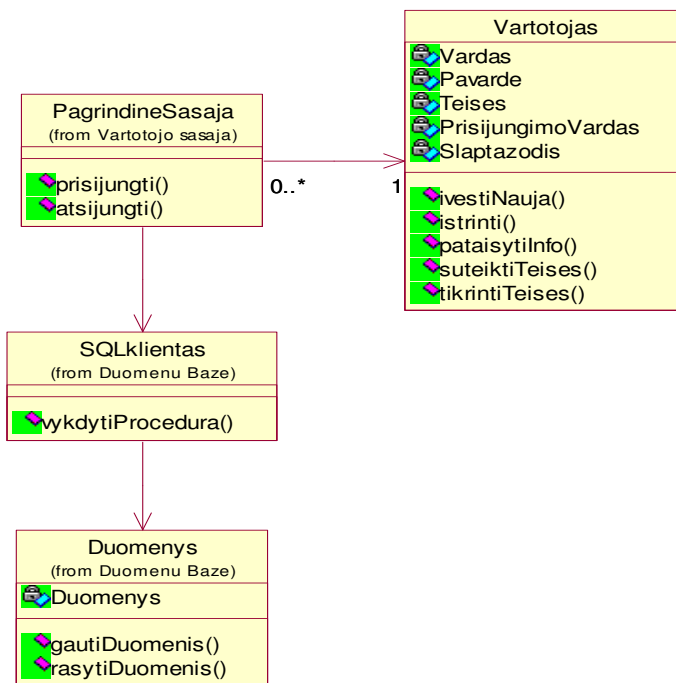 PagrindineSasaja
(from Vartotojo sasaja)
prisijungti()
atsijungti()
0..*
1
Vartotojas
Vardas
Pavarde
Teises
PrisijungimoVardas
Slaptazodis
ivestiNauja()
istrinti()
pataisytiInfo()
suteiktiTeises()
tikrintiTeises()
SQLklientas
(from Duomenu Baze)
vykdytiProcedura()
Duomenys
(from Duomenu Baze)
Duomenys
gautiDuomenis()
rasytiDuomenis()